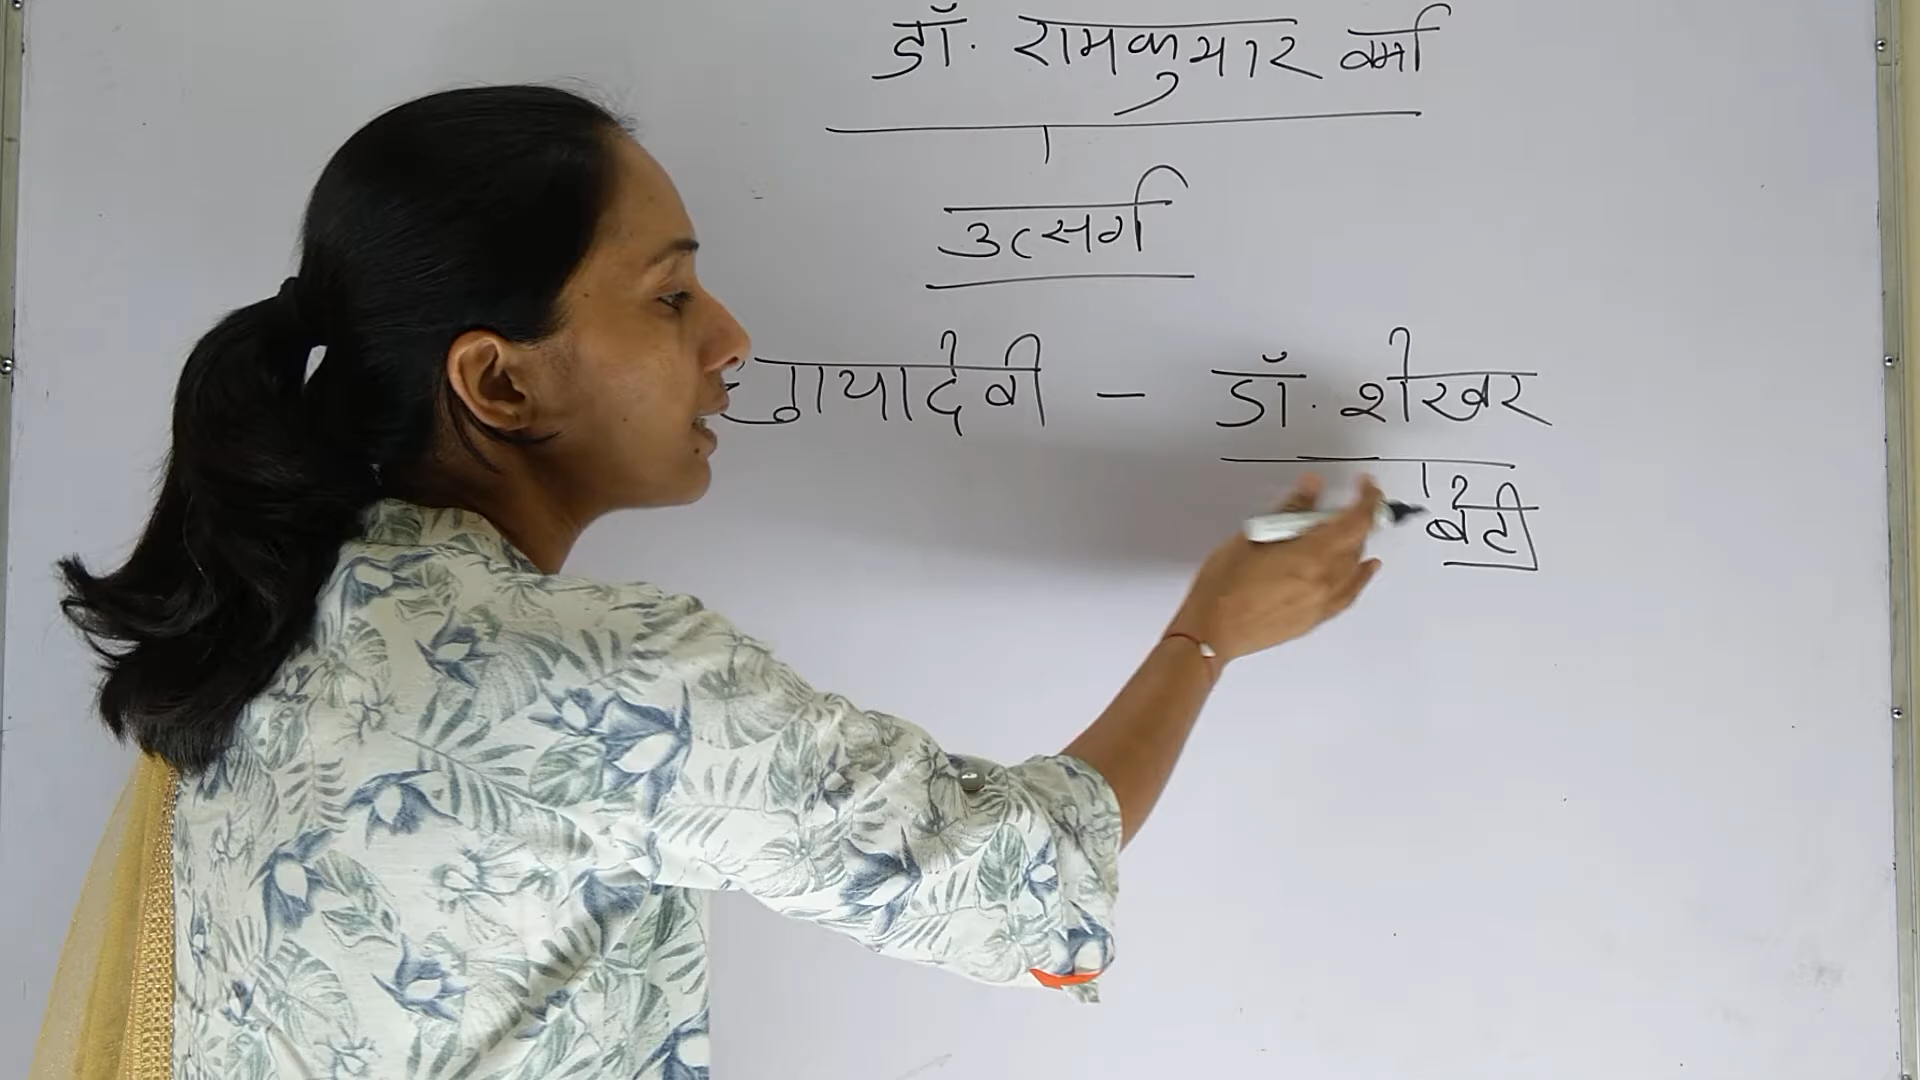 डॉ. रामकुमार वर्मा
उत्सर्ग
छायादेवी - डॉ. शेखर
बेटी